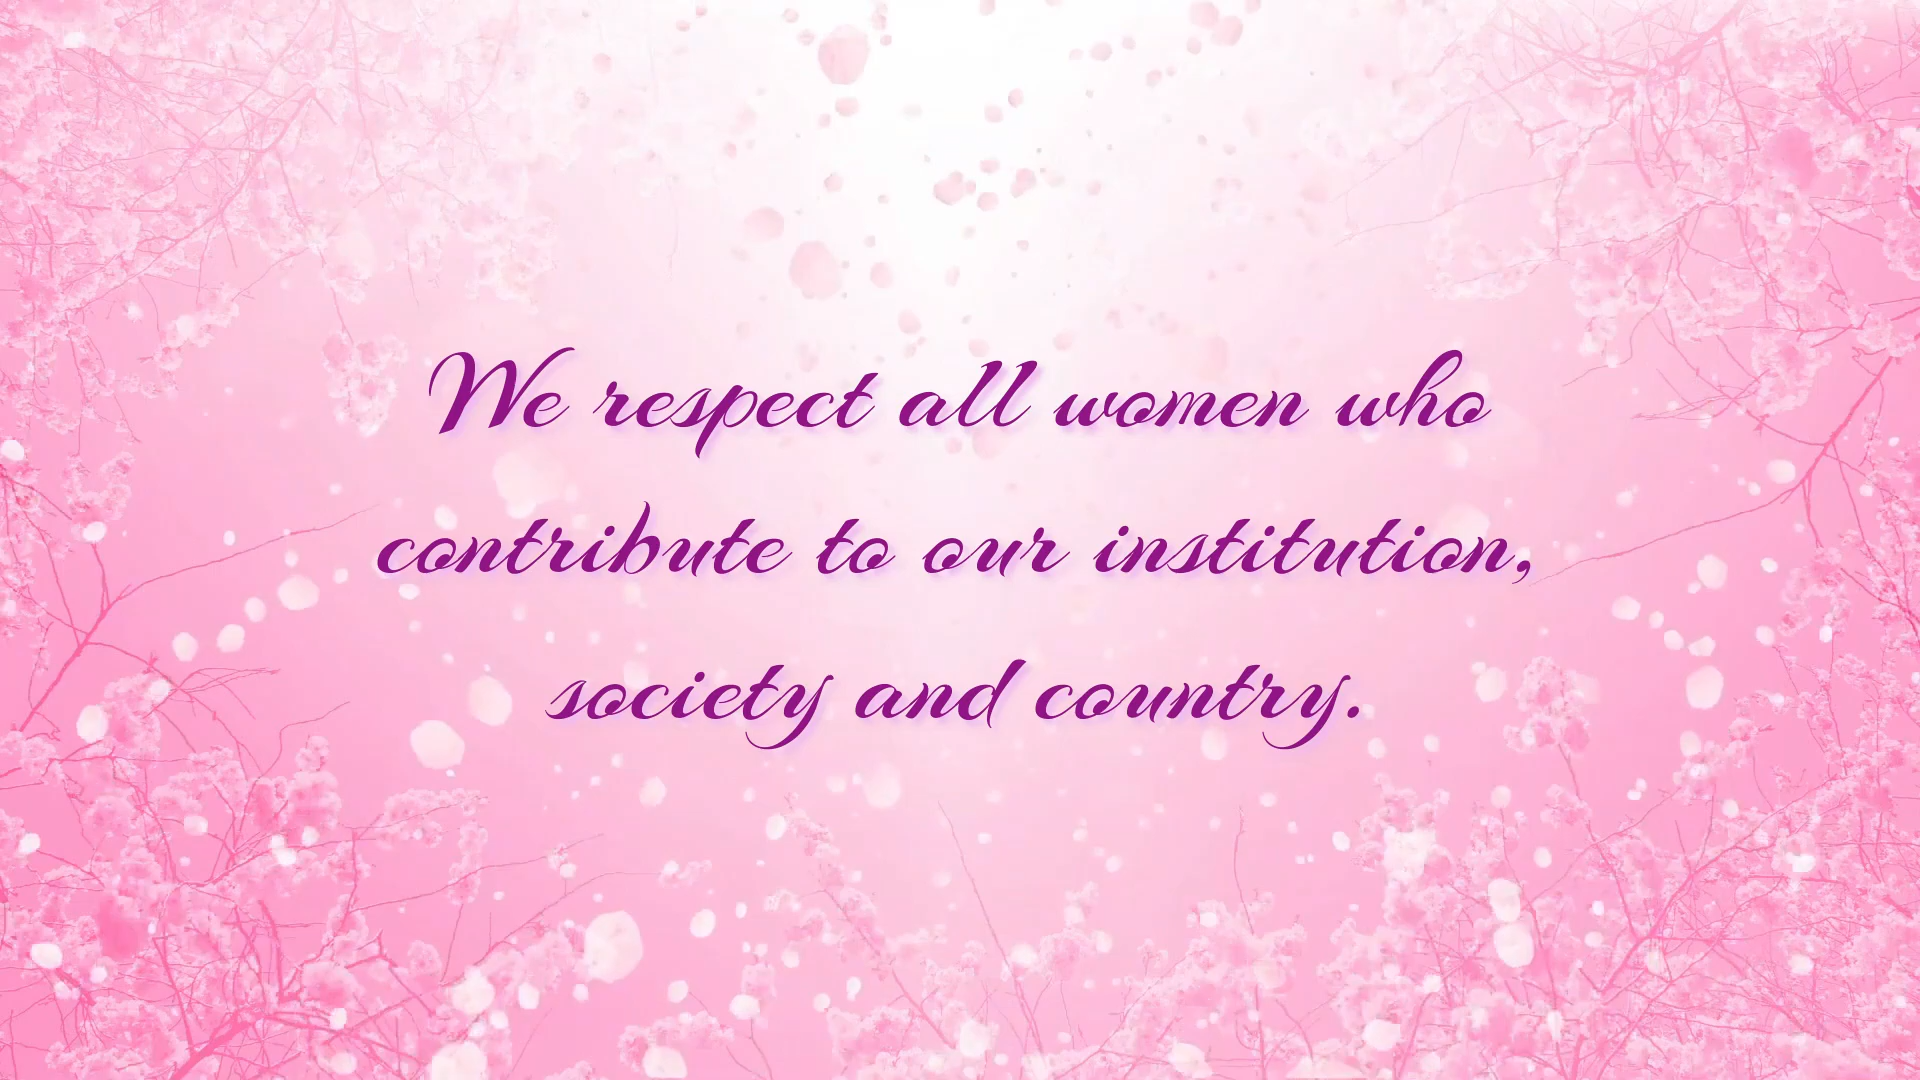 We respect all women who
contribute to our institution,
society and country.